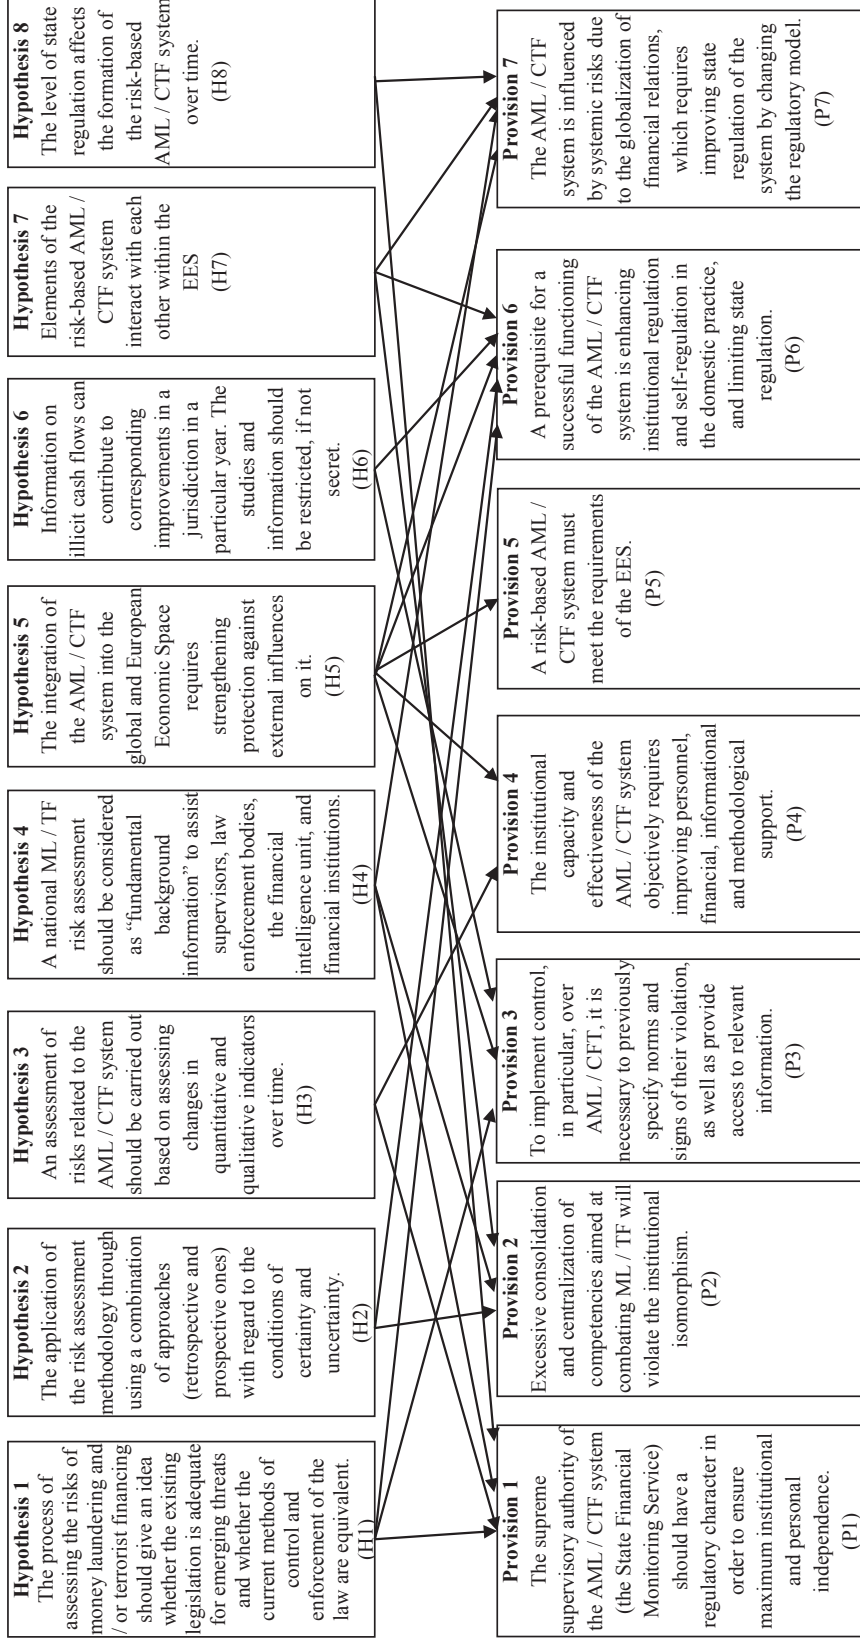 Hypothesis 1
The process of
assessing the risks of
money laundering and
/ or terrorist financing
should give an idea
whether the existing
legislation is adequate
for emerging threats
and whether the
current methods of
control and
enforcement of the
law are equivalent.
(H1)
Hypothesis 2
The application of
the risk assessment
methodology through
using a combination
of approaches
(retrospective and
prospective ones)
with regard to the
conditions of
certainty and
uncertainty.
(H2)
Hypothesis 3
An assessment of
risks related to the
AML / CTF system
should be carried out
based on assessing
changes in
quantitative and
qualitative indicators
over time.
(H3)
Hypothesis 4
A national ML / TF
risk assessment
should be considered
as “fundamental
background
information” to assist
supervisors, law
enforcement bodies,
the financial
intelligence unit, and
financial institutions.
(H4)
Hypothesis 5
The integration of
the AML / CTF
system into the
global and European
Economic Space
requires
strengthening
protection against
external influences
on it.
(H5)
Hypothesis 6
Information on
illicit cash flows can
contribute to
corresponding
improvements in a
jurisdiction in a
particular year. The
studies and
information should
be restricted, if not
secret.
(H6)
Hypothesis 7
Elements of the
risk-based AML /
CTF system
interact with each
other within the
EES
(H7)
Hypothesis 8
The level of state
regulation affects
the formation of
the risk-based
AML / CTF system
over time.
(H8)
Provision 1
The supreme
supervisory authority of
the AML / CTF system
(the State Financial
Monitoring Service)
should have a
regulatory character in
order to ensure
maximum institutional
and personal
independence.
(P1)
Provision 2
Excessive consolidation
and centralization of
competencies aimed at
combating ML / TF will
violate the institutional
isomorphism.
(P2)
Provision 3
To implement control,
in particular, over
AML / CFT, it is
necessary to previously
specify norms and
signs of their violation,
as well as provide
access to relevant
information.
(P3)
Provision 4
The institutional
capacity and
effectiveness of the
AML / CTF system
objectively requires
improving personnel,
financial, informational
and methodological
support.
(P4)
Provision 5
A risk-based AML /
CTF system must
meet the requirements
of the EES.
(P5)
Provision 6
A prerequisite for a
successful functioning
of the AML / CTF
system is enhancing
institutional regulation
and self-regulation in
the domestic practice,
and limiting state
regulation.
(P6)
Provision 7
The AML / CTF
system is influenced
by systemic risks due
to the globalization of
financial relations,
which requires
improving state
regulation of the
system by changing
the regulatory model.
(P7)